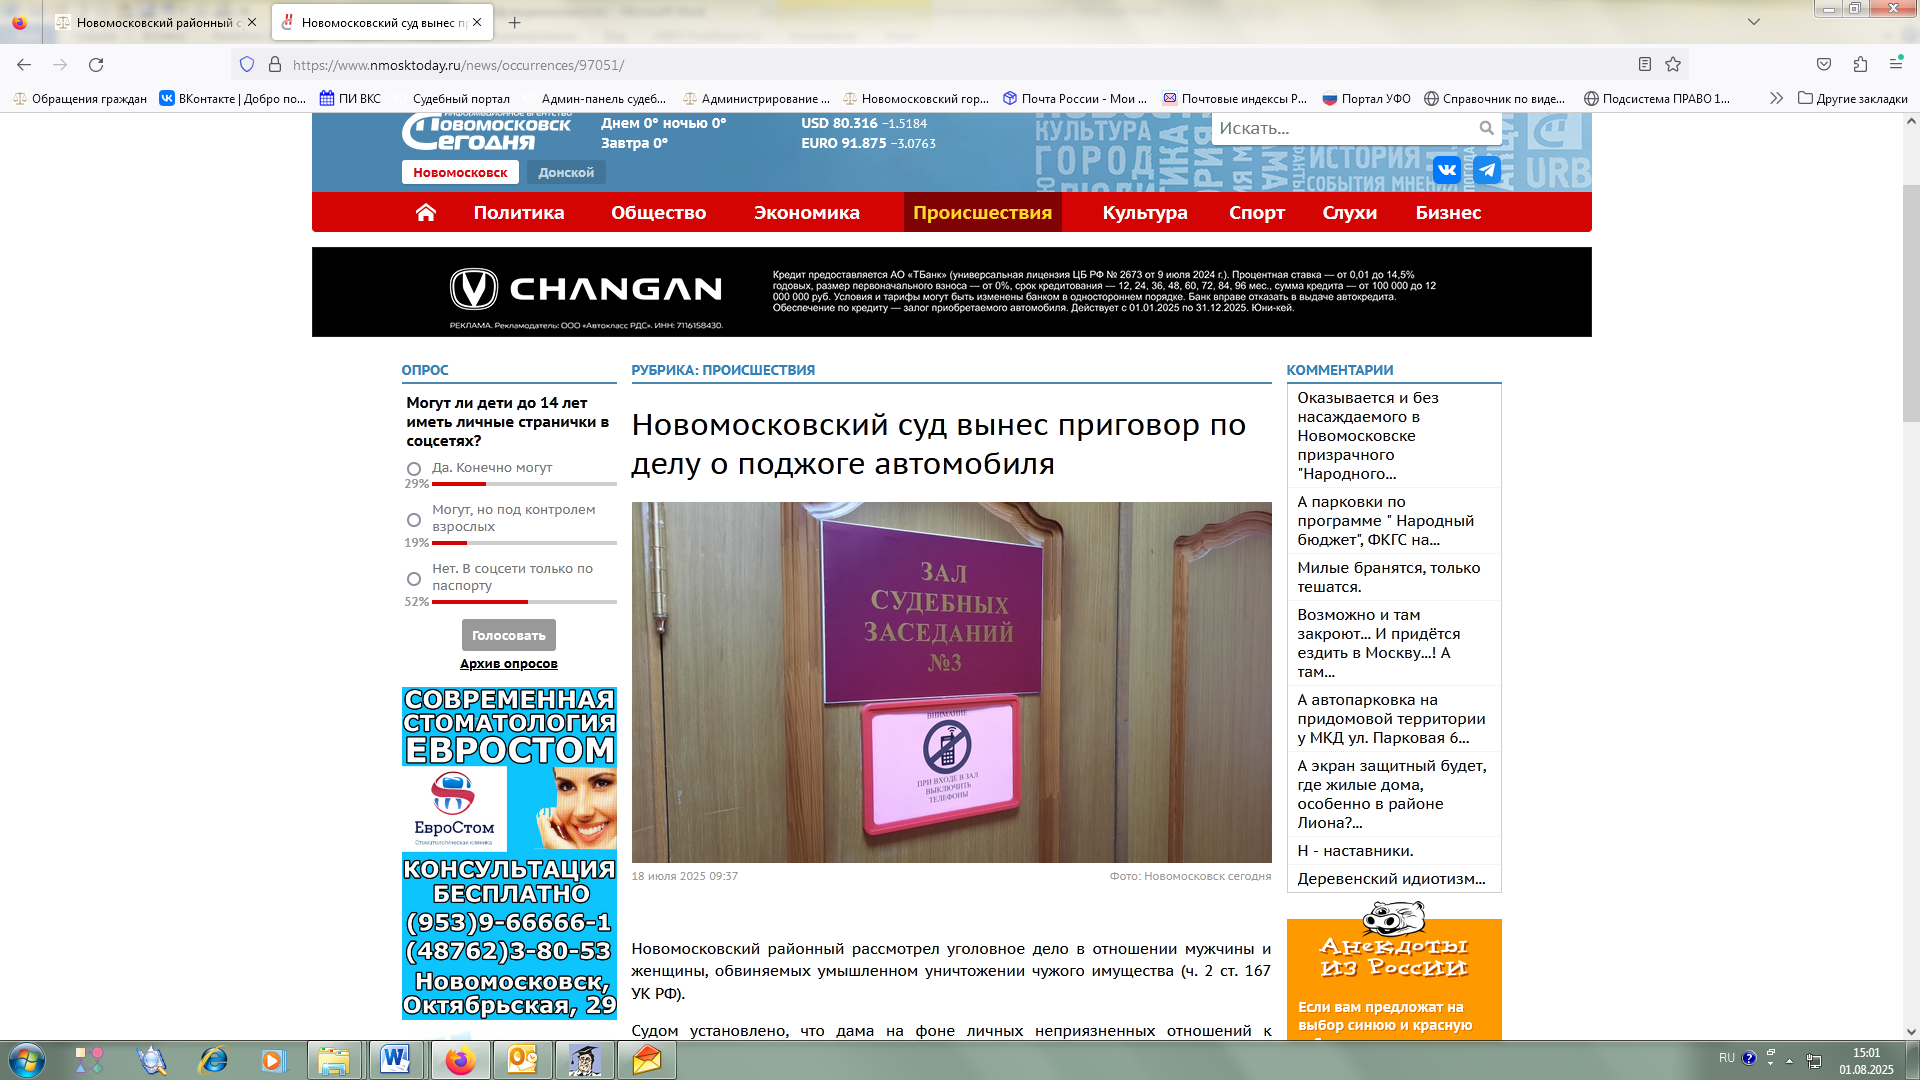 Новомосковский районный с
Новомосковский суд вынес пр
https://www.nmosktoday.ru/news/occurrences/97051/
Обращения граждан
ВКонтакте | Добро по...
ПИ ВКС
Судебный портал
Админ-панель судеб...
Администрирование ...
Новомосковский гор...
Почта России - Мои ...
Почтовые индексы Р...
Портал УФО
Справочник по виде...
Подсистема ПРАВО 1...
Другие закладки
Новомосковск
Сегодня
Днем 0° ночью 0°
Завтра 0°
USD 80.316 −1.5184
EURO 91.875 −3.0763
КУЛЬТУРА
ГОРОД
ИСТОРИЯ
СОБЫТИЯ МНЕНИ
URB
Искать...
Новомосковск
Донской
Политика
Общество
Экономика
Происшествия
Культура
Спорт
Слухи
Бизнес
CHANGAN
РЕКЛАМА. Рекламодатель: ООО «Автокласс РДС». ИНН: 7116158430.
Кредит предоставляется АО «ТБанк» (универсальная лицензия ЦБ РФ № 2673 от 9 июля 2024 г.). Процентная ставка — от 0,01 до 14,5%
годовых, размер первоначального взноса — от 0%, срок кредитования — 12, 24, 36, 48, 60, 72, 84, 96 мес., сумма кредита — от 100 000 до 12
000 000 руб. Условия и тарифы могут быть изменены банком в одностороннем порядке. Банк вправе отказать в выдаче автокредита.
Обеспечение по кредиту — залог приобретаемого автомобиля. Действует с 01.01.2025 по 31.12.2025. Юни-кей.
ОПРОС
Могут ли дети до 14 лет
иметь личные странички в
соцсетях?
Да. Конечно могут
29%
Могут, но под контролем
взрослых
19%
Нет. В соцсети только по
паспорту
52%
Голосовать
Архив опросов
СОВРЕМЕННАЯ
СТОМАТОЛОГИЯ
ЕВРОСТОМ
ЕвроСтом
Стоматологическая клиника
КОНСУЛЬТАЦИЯ
БЕСПЛАТНО
(953)9-66666-1
(48762)3-80-53
Новомосковск,
Октябрьская, 29
РУБРИКА: ПРОИСШЕСТВИЯ
Новомосковский суд вынес приговор по
делу о поджоге автомобиля
ЗАЛ
СУДЕБНЫХ
ЗАСЕДАНИЙ
№3
ВНИМАНИЕ
ПРИ ВХОДЕ В ЗАЛ
ВЫКЛЮЧИТЬ
ТЕЛЕФОНЫ
18 июля 2025 09:37
Фото: Новомосковск сегодня
Новомосковский районный рассмотрел уголовное дело в отношении мужчины и
женщины, обвиняемых умышленном уничтожении чужого имущества (ч. 2 ст. 167
УК РФ).
Судом установлено, что дама на фоне личных неприязненных отношений к
КОММЕНТАРИИ
Оказывается и без
насаждаемого в
Новомосковске
призрачного
"Народного...
А парковки по
программе " Народный
бюджет", ФКГС на...
Милые бранятся, только
тешатся.
Возможно и там
закроют... И придётся
ездить в Москву...! А
там...
А автопарковка на
придомовой территории
у МКД ул. Парковая 6...
А экран защитный будет,
где жилые дома,
особенно в районе
Лиона?...
Н - наставники.
Деревенский идиотизм...
Анекдоты
из России
Если вам предложат на
выбор синюю и красную
RU
15:01
01.08.2025